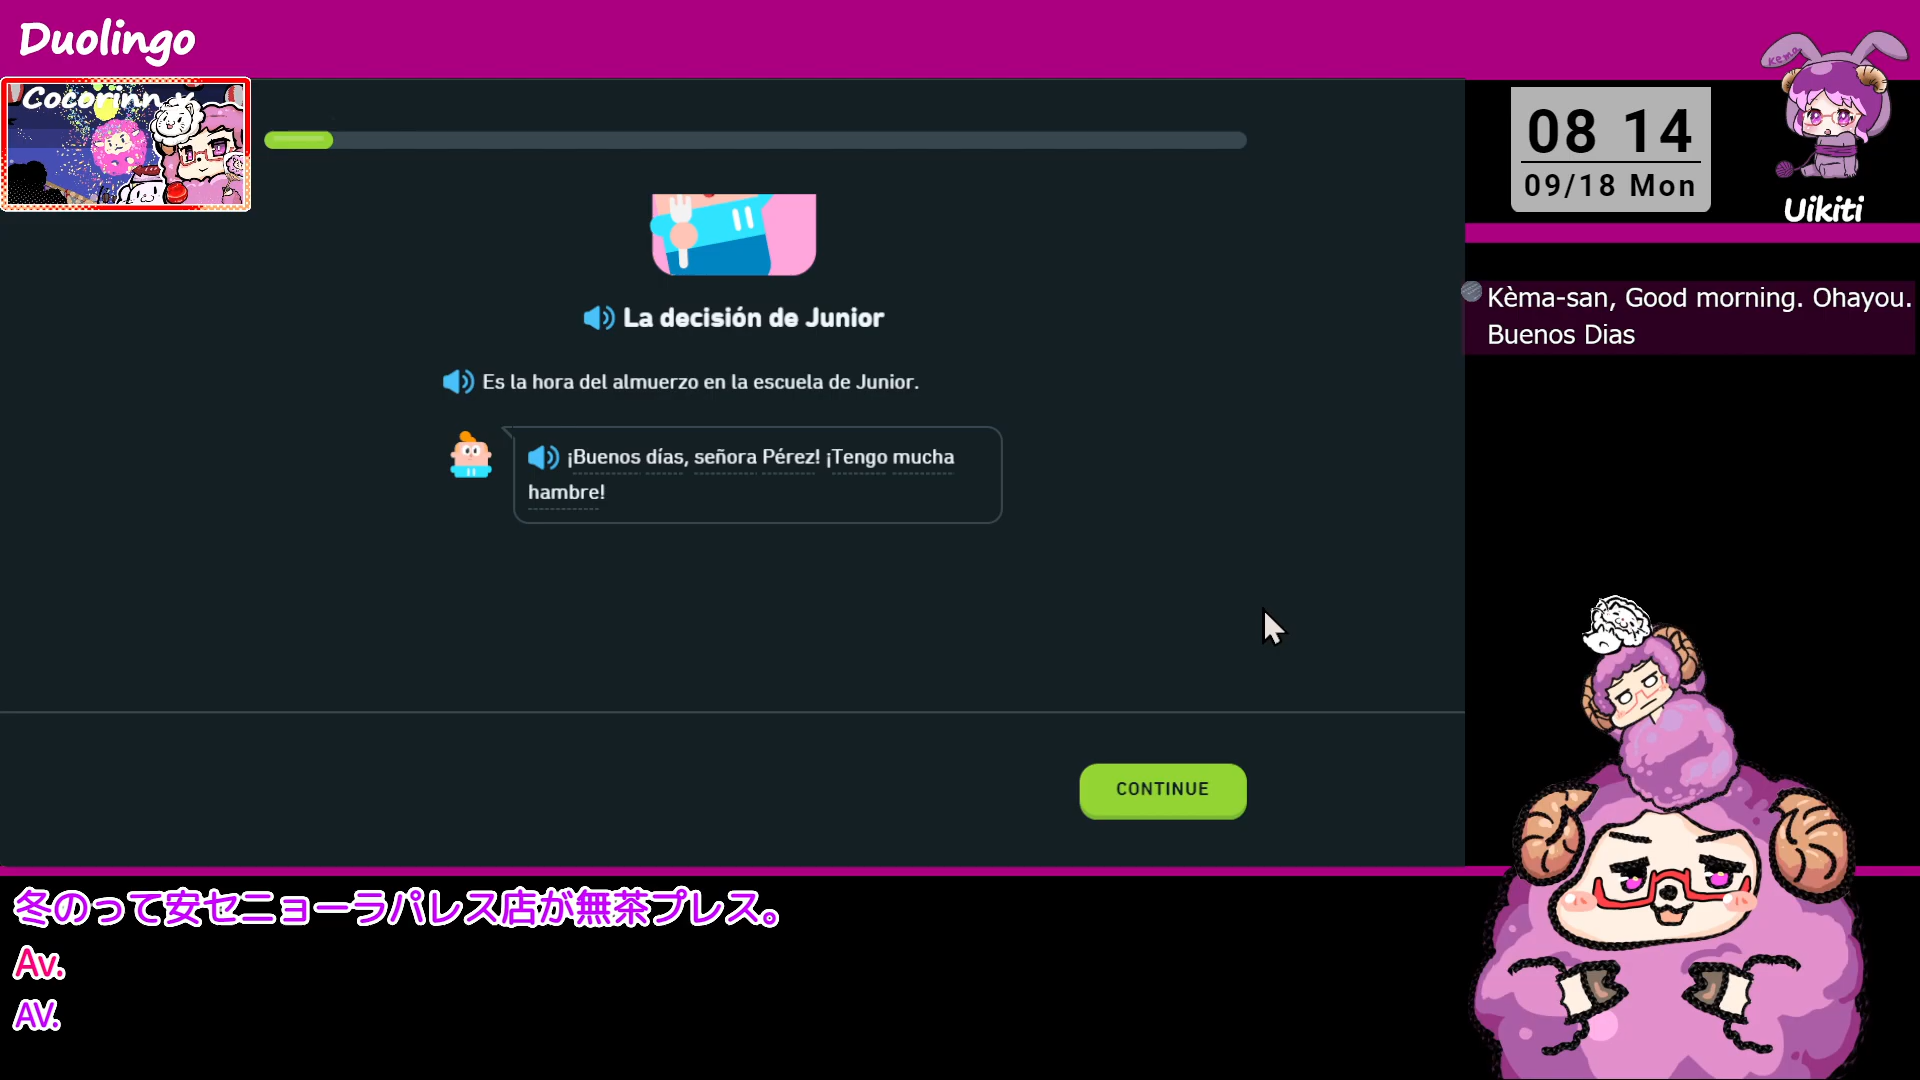 Duolingo
Cocorinn
Kema
08 14
09/18 Mon
Uikiti
La decisión de Junior
Es la hora del almuerzo en la escuela de Junior.
¡Buenos días, señora Pérez! ¡Tengo mucha
hambre!
CONTINUE
Kèma-san, Good morning. Ohayou.
Buenos Dias
冬のって安セニョーラパレス店が無茶プレス。
Av.
AV.